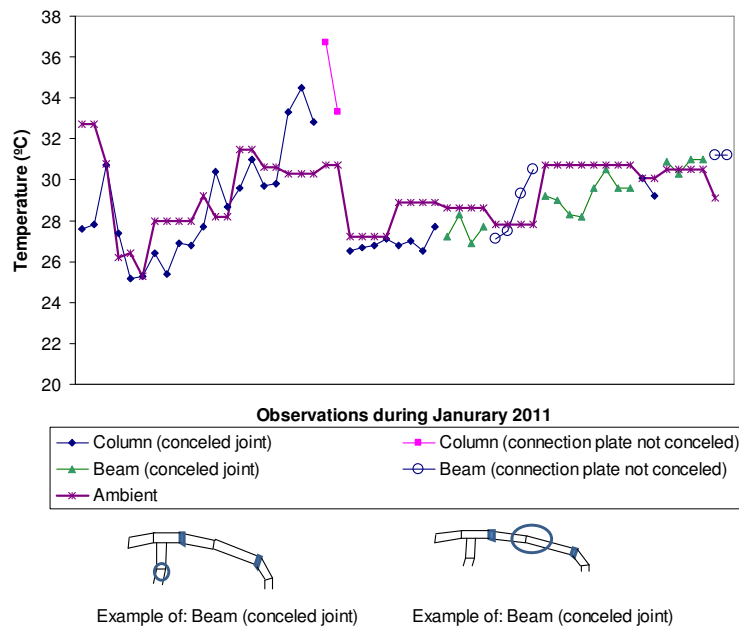 38
36
34
32
30
28
26
24
22
20
Temperature (ºC)
Observations during Janurary 2011
Column (conceled joint)
Column (connection plate not conceled)
Beam (conceled joint)
Beam (connection plate not conceled)
Ambient
Example of: Beam (conceled joint)
Example of: Beam (conceled joint)